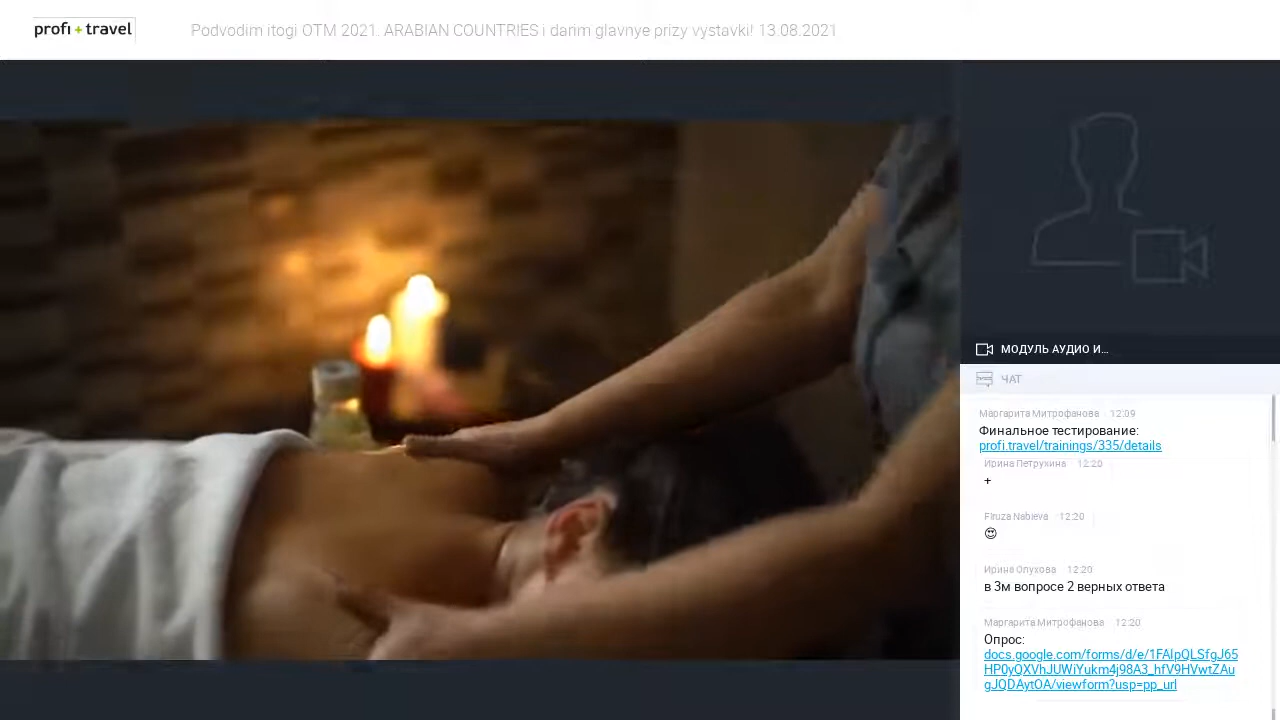 profi + travel
Podvodim itogi OTM 2021. ARABIAN COUNTRIES i darim glavnye prizy vystavki! 13.08.2021
МОДУЛЬ АУДИО И...
ЧАТ
Маргарита Митрофанова 12:09
Финальное тестирование:
profi.travel/trainings/335/details
Ирина Петрухина 12:20
+
Firuza Nabieva 12:20
😍
Ирина Опухова 12:20
в 3м вопросе 2 верных ответа
Маргарита Митрофанова 12:20
Опрос:
docs.google.com/forms/d/e/1FAIpQLSfgJ65
HP0yQXVhJUWiYukm4j98A3_hfV9HVwtZAu
gJQDAytOA/viewform?usp=pp_url